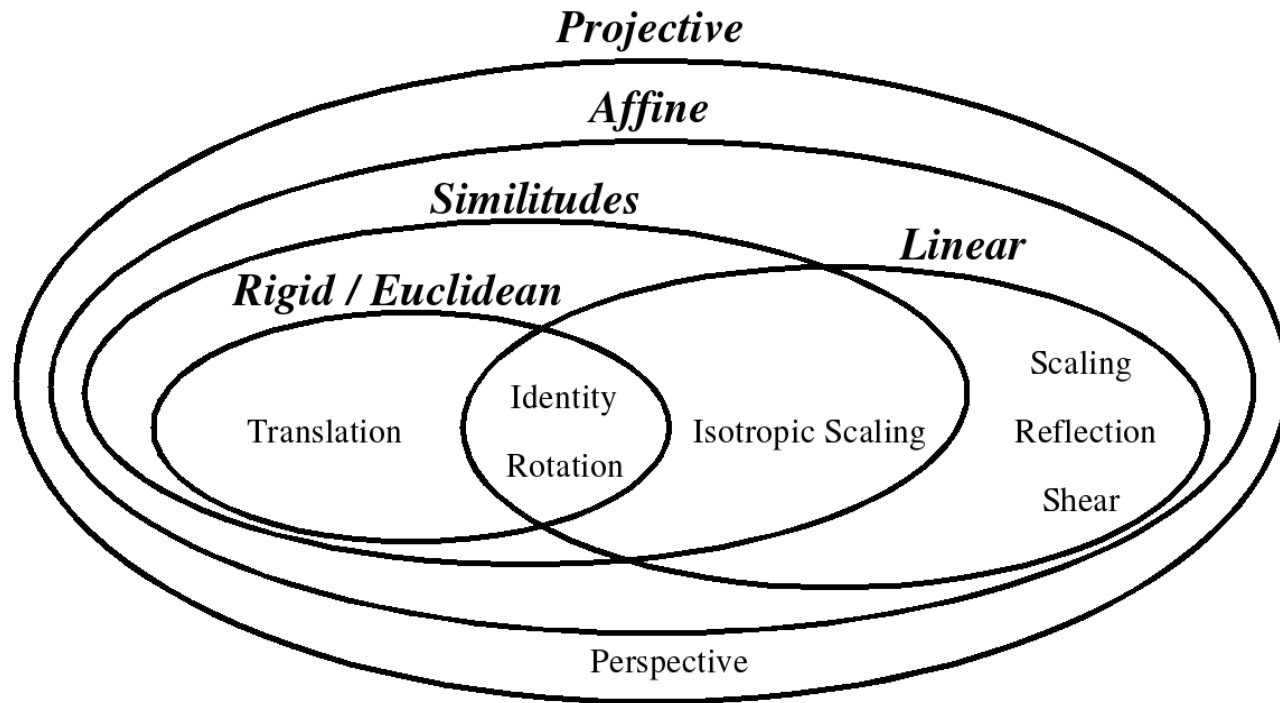 Projective
Affine
Similitudes
Linear
Rigid / Euclidean
Scaling
Identity
Translation
Isotropic Scaling
Reflection
Rotation
Shear
Perspective